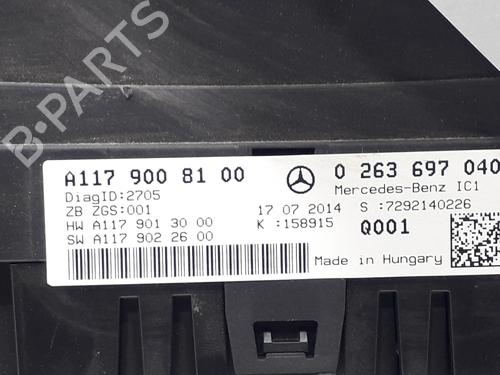 B-PARTS
A117 900 81 00
0 263 697 040
DiagID:2705
Mercedes-Benz IC1
ZB ZGS:001
17 07 2014
S :7292140226
HW A117 901 30 00
K :158915
Q001
SW A117 902 26 00
Made in Hungary